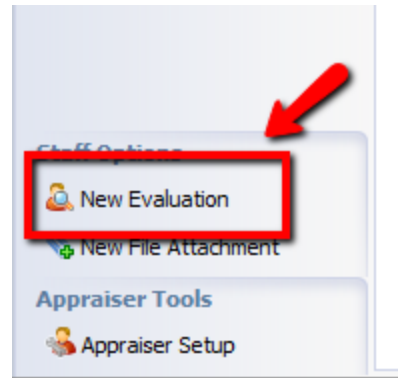 Staff Options
New Evaluation
New File Attachment
Appraiser Tools
Appraiser Setup